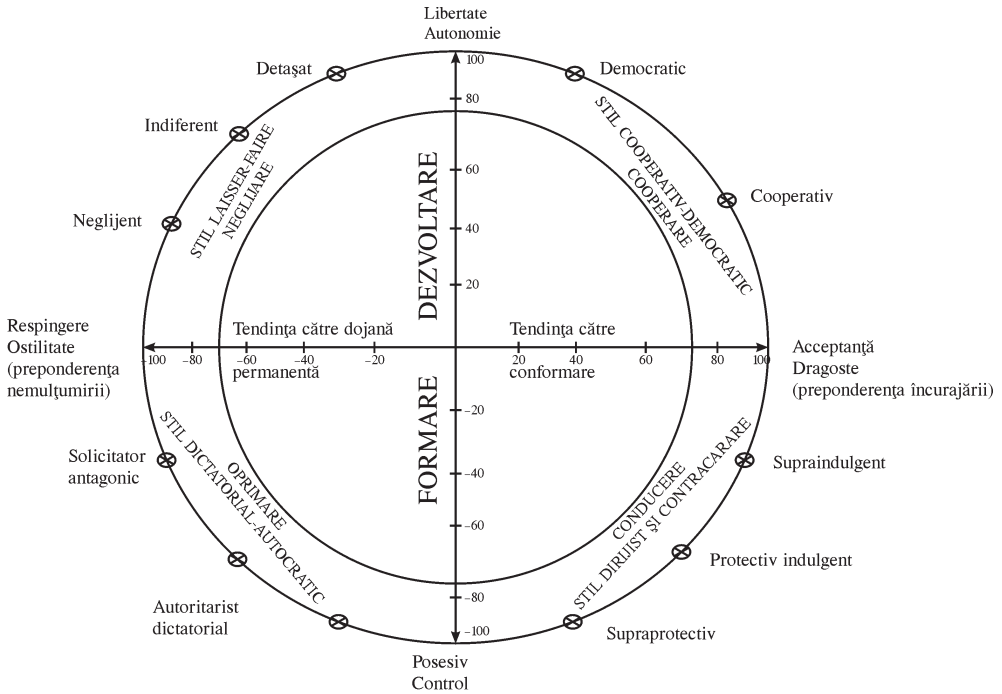 Libertate
Autonomie
100
Detaşat
Democratic
80
Indiferent
STIL LAISSER-FAIRE
NEGLIJARE
STIL COOPERATIV-DEMOCRATIC
COOPERARE
60
DEZVOLTARE
Cooperativ
Neglijent
40
20
Respingere
Ostilitate
(preponderenţa
nemulţumirii)
Tendinţa către dojană
permanentă
Tendinţa către
conformare
-100
–80
–60
–40
–20
20
40
60
80
100
Acceptanţă
Dragoste
(preponderenţa încurajării)
–20
FORMARE
–40
–60
–80
–100
Solicitator
antagonic
STIL DICTATORIAL-AUTOCRATIC
OPRIMARE
CONDUCERE
STIL DIRIJIST ŞI CONTRACARARE
Supraindulgent
Protectiv indulgent
Autoritarist
dictatorial
Supraprotectiv
Posesiv
Control